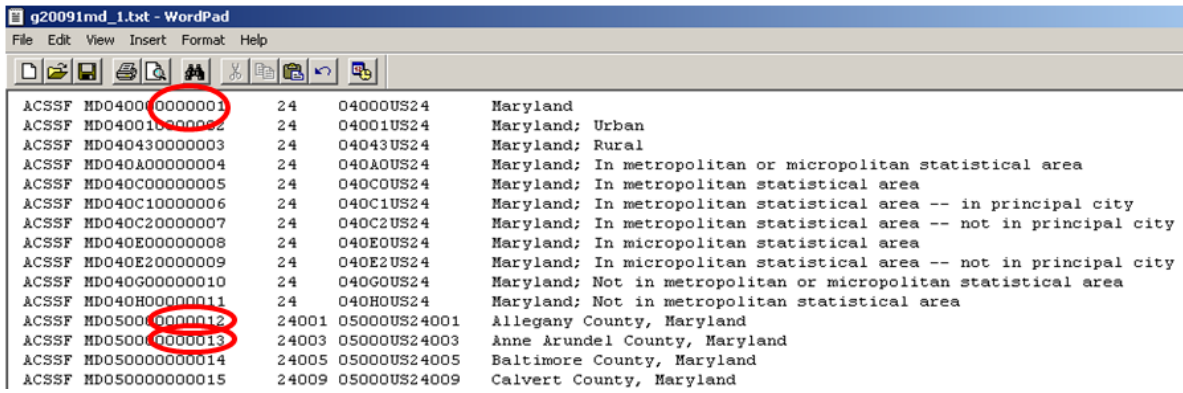 g20091md_1.txt - WordPad
File Edit View Insert Format Help
ACSSF MD040000000001 24 04000US24 Maryland
ACSSF MD040010000002 24 04001US24 Maryland; Urban
ACSSF MD040430000003 24 04043US24 Maryland; Rural
ACSSF MD040A00000004 24 040A0US24 Maryland; In metropolitan or micropolitan statistical area
ACSSF MD040C00000005 24 040C0US24 Maryland; In metropolitan statistical area
ACSSF MD040C10000006 24 040C1US24 Maryland; In metropolitan statistical area -- in principal city
ACSSF MD040C20000007 24 040C2US24 Maryland; In metropolitan statistical area -- not in principal city
ACSSF MD040E00000008 24 040E0US24 Maryland; In micropolitan statistical area
ACSSF MD040E20000009 24 040E2US24 Maryland; In micropolitan statistical area -- not in principal city
ACSSF MD040G00000010 24 040G0US24 Maryland; Not in metropolitan or micropolitan statistical area
ACSSF MD040H00000011 24 040H0US24 Maryland; Not in metropolitan statistical area
ACSSF MD050000000012 24001 05000US24001 Allegany County, Maryland
ACSSF MD050000000013 24003 05000US24003 Anne Arundel County, Maryland
ACSSF MD050000000014 24005 05000US24005 Baltimore County, Maryland
ACSSF MD050000000015 24009 05000US24009 Calvert County, Maryland